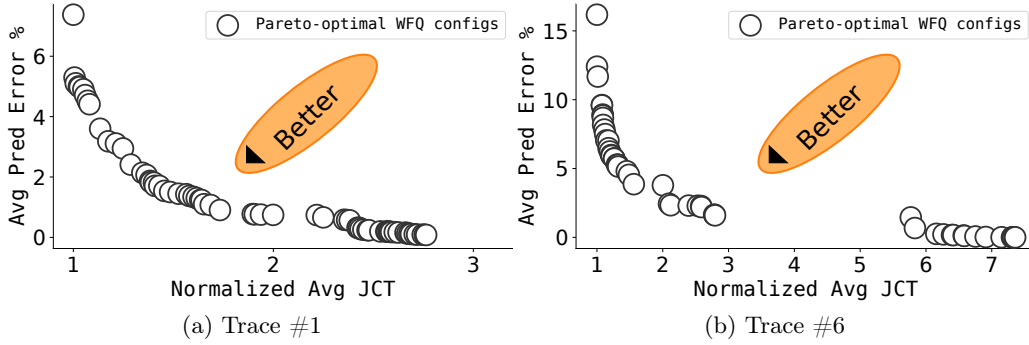 Pareto-optimal WFQ configs
Better
Avg Pred Error %
6
4
2
0
1
2
3
Normalized Avg JCT
(a) Trace #1
Pareto-optimal WFQ configs
Better
Avg Pred Error %
15
10
5
0
1
2
3
4
5
6
7
Normalized Avg JCT
(b) Trace #6